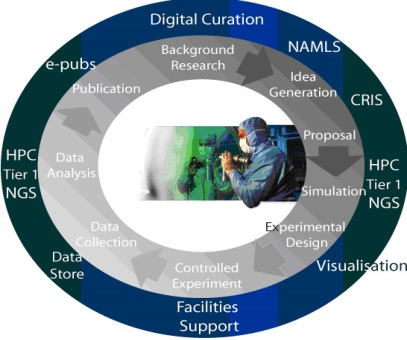 Digital Curation
NAMLS
CRIS
HPC
Tier 1
NGS
Visualisation
Facilities
Support
Data
Store
HPC
Tier 1
NGS
e-pubs
Background
Research
Idea
Generation
Proposal
Simulation
Experimental
Design
Controlled
Experiment
Data
Collection
Data
Analysis
Publication